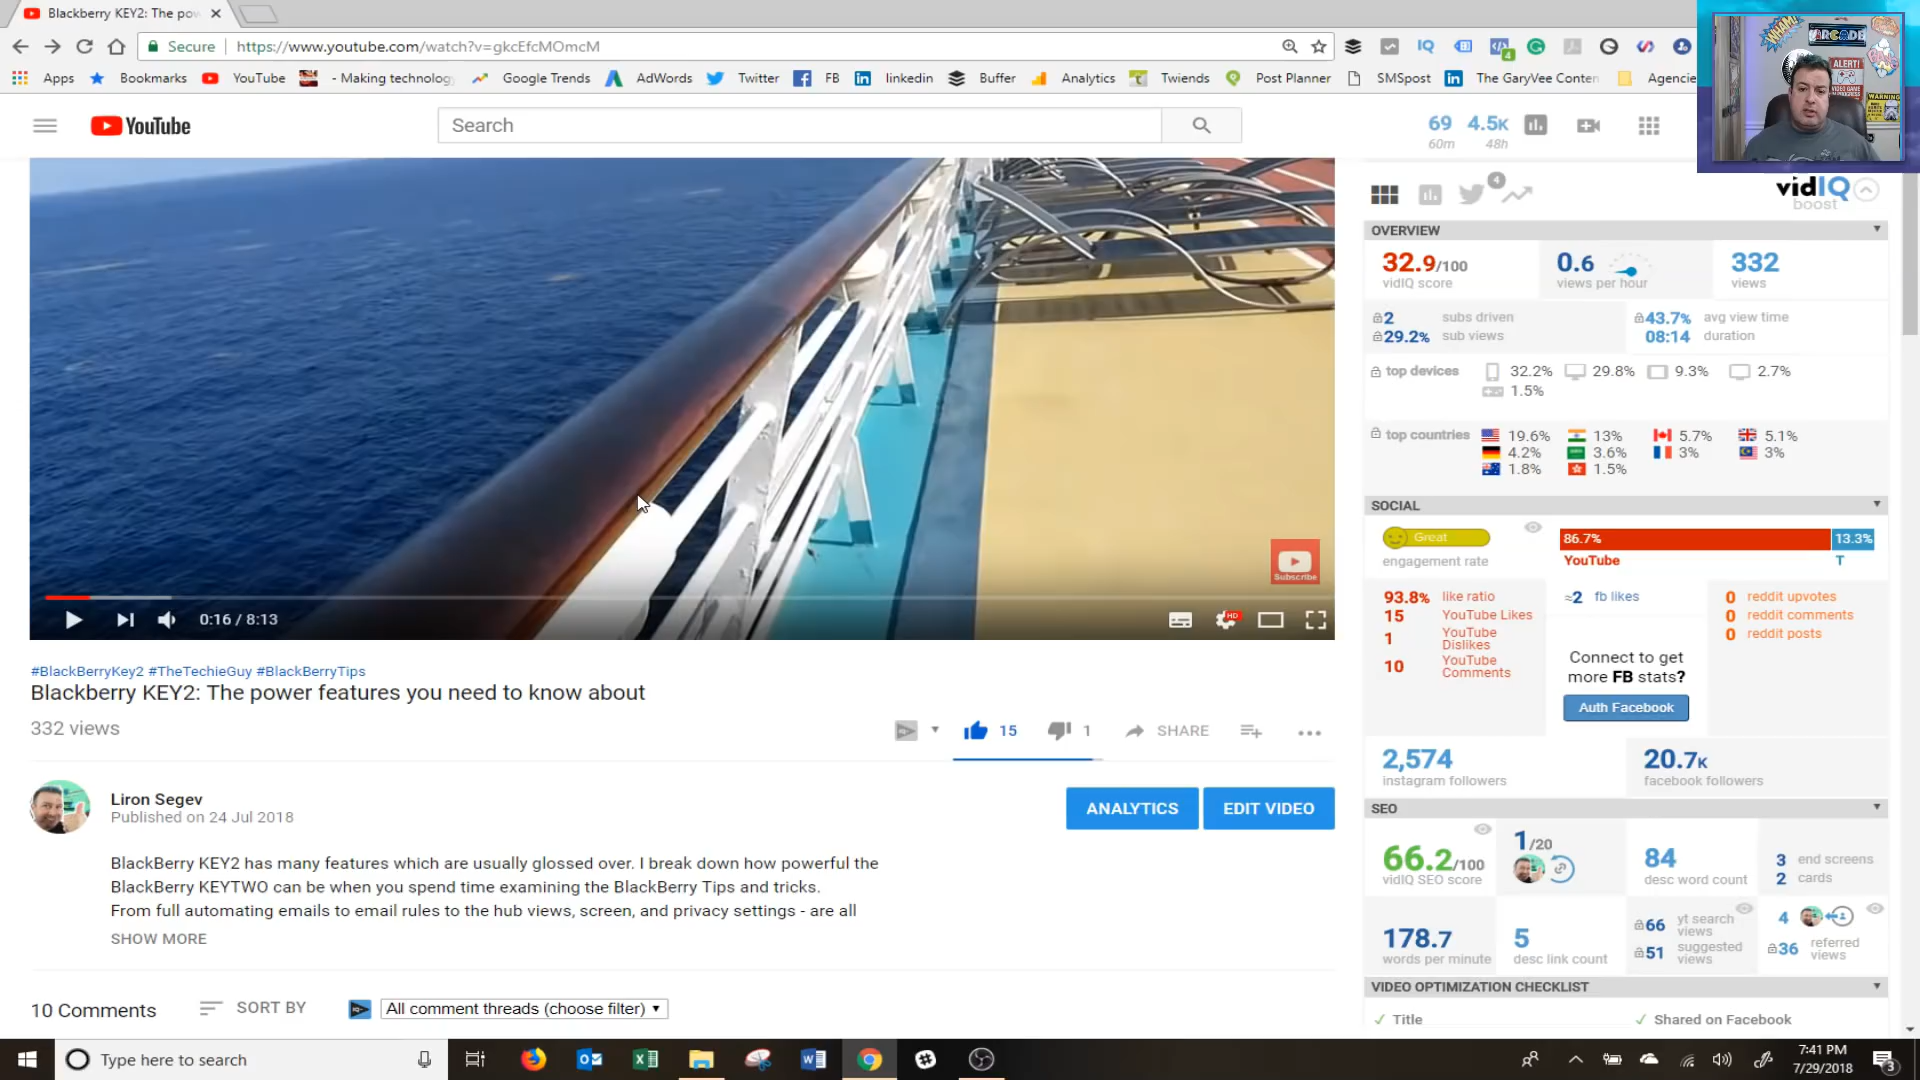 Blackberry KEY2: The pow
Secure
https://www.youtube.com/watch?v=gkcEfcMOmcM
IQ
4
Apps
Bookmarks
YouTube
- Making technolog
Google Trends
AdWords
Twitter
FB
linkedin
Buffer
Analytics
Twiends
Post Planner
SMSpost
The GaryVee Conten
Agencie
WHAM!
ARCADE
ALERT!
WARNING
YouTube
Search
69 4.5K
60m 48h
4
vidIQ
boost
OVERVIEW
32.9/100
vidIQ score
0.6
views per hour
332
views
2 subs driven
29.2% sub views
43.7% avg view time
08:14 duration
top devices 32.2% 29.8% 9.3% 2.7%
1.5%
top countries 19.6% 13% 5.7% 5.1%
4.2% 3.6% 3% 3%
1.8% 1.5%
SOCIAL
Great
engagement rate
86.7% 13.3%
YouTube T
93.8% like ratio
15 YouTube Likes
1 YouTube Dislikes
10 YouTube Comments
≈2 fb likes
Connect to get
more FB stats?
Auth Facebook
0 reddit upvotes
0 reddit comments
0 reddit posts
2,574
instagram followers
20.7K
facebook followers
SEO
66.2/100
vidIQ SEO score
1/20
84
desc word count
3 end screens
2 cards
178.7
words per minute
5
desc link count
66 yt search views
51 suggested views
4
36 referred views
VIDEO OPTIMIZATION CHECKLIST
Title
Shared on Facebook
Subscribe
0:16 / 8:13
HD
#BlackBerryKey2 #TheTechieGuy #BlackBerryTips
Blackberry KEY2: The power features you need to know about
332 views
15
1
SHARE
Liron Segev
Published on 24 Jul 2018
ANALYTICS
EDIT VIDEO
BlackBerry KEY2 has many features which are usually glossed over. I break down how powerful the
BlackBerry KEYTWO can be when you spend time examining the BlackBerry Tips and tricks.
From full automating emails to email rules to the hub views, screen, and privacy settings - are all
SHOW MORE
10 Comments
SORT BY
All comment threads (choose filter)
Type here to search
7:41 PM
7/29/2018
3